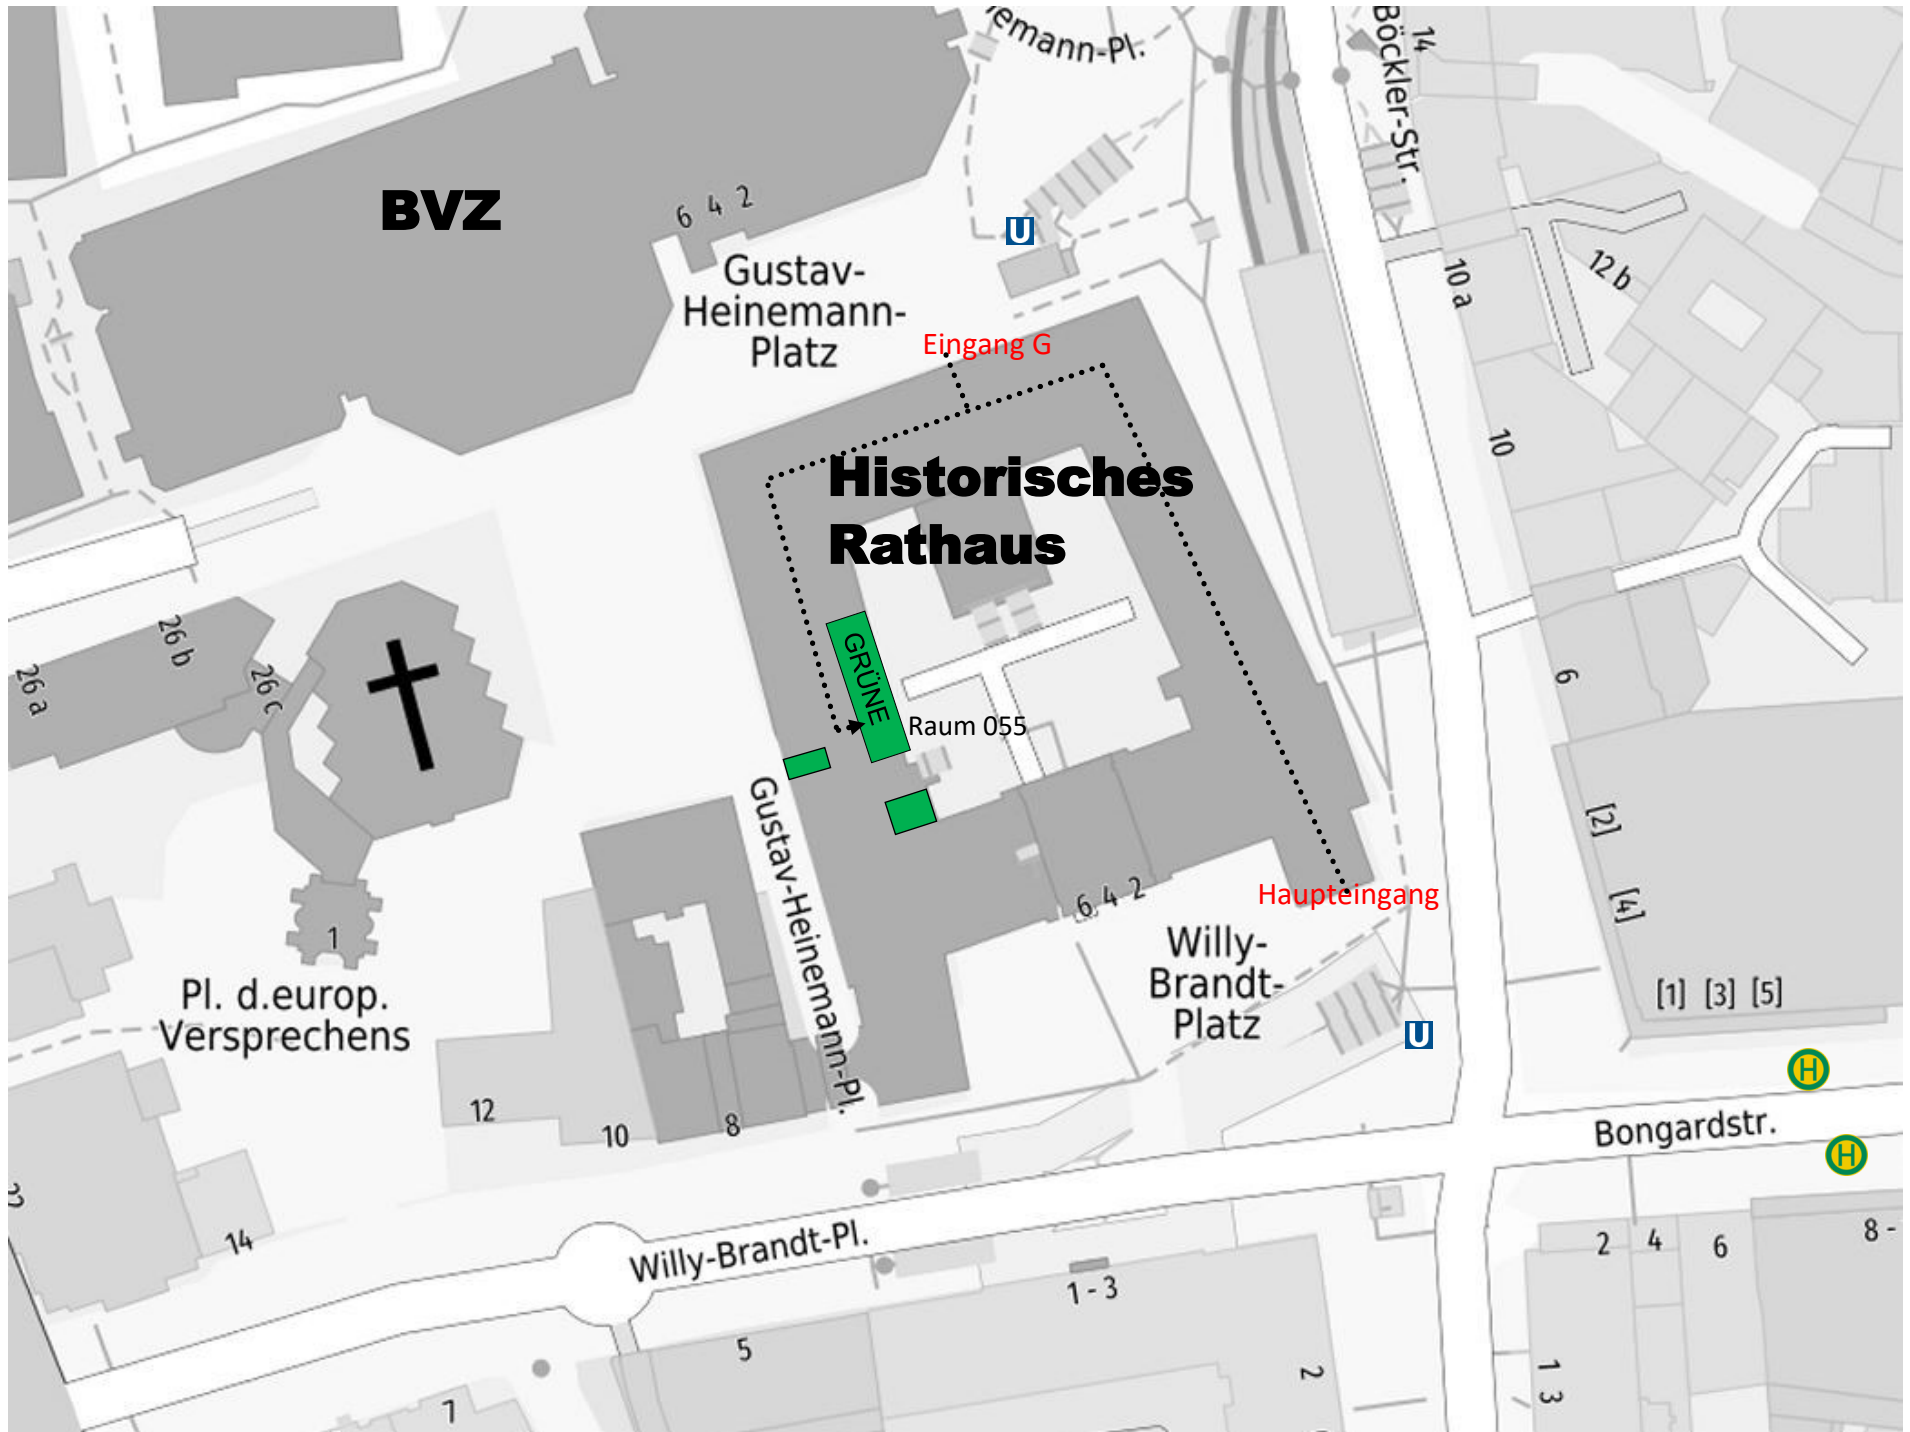 emann-Pl.
Böckler-Str.
14
BVZ
6 4 2
U
Gustav-
Heinemann-
Platz
10 a
12 b
Eingang G
10
Historisches
Rathaus
26 b
26 a
26 c
GRÜNE
Raum 055
6
Gustav-Heinemann-Pl.
[2]
[4]
6 4 2
Haupteingang
1
Willy-
Brandt-
Platz
Pl. d.europ.
Versprechens
[1] [3] [5]
U
H
12
10
8
Bongardstr.
H
14
Willy-Brandt-Pl.
2
4
6
8 -
1 - 3
5
2
1
3
7